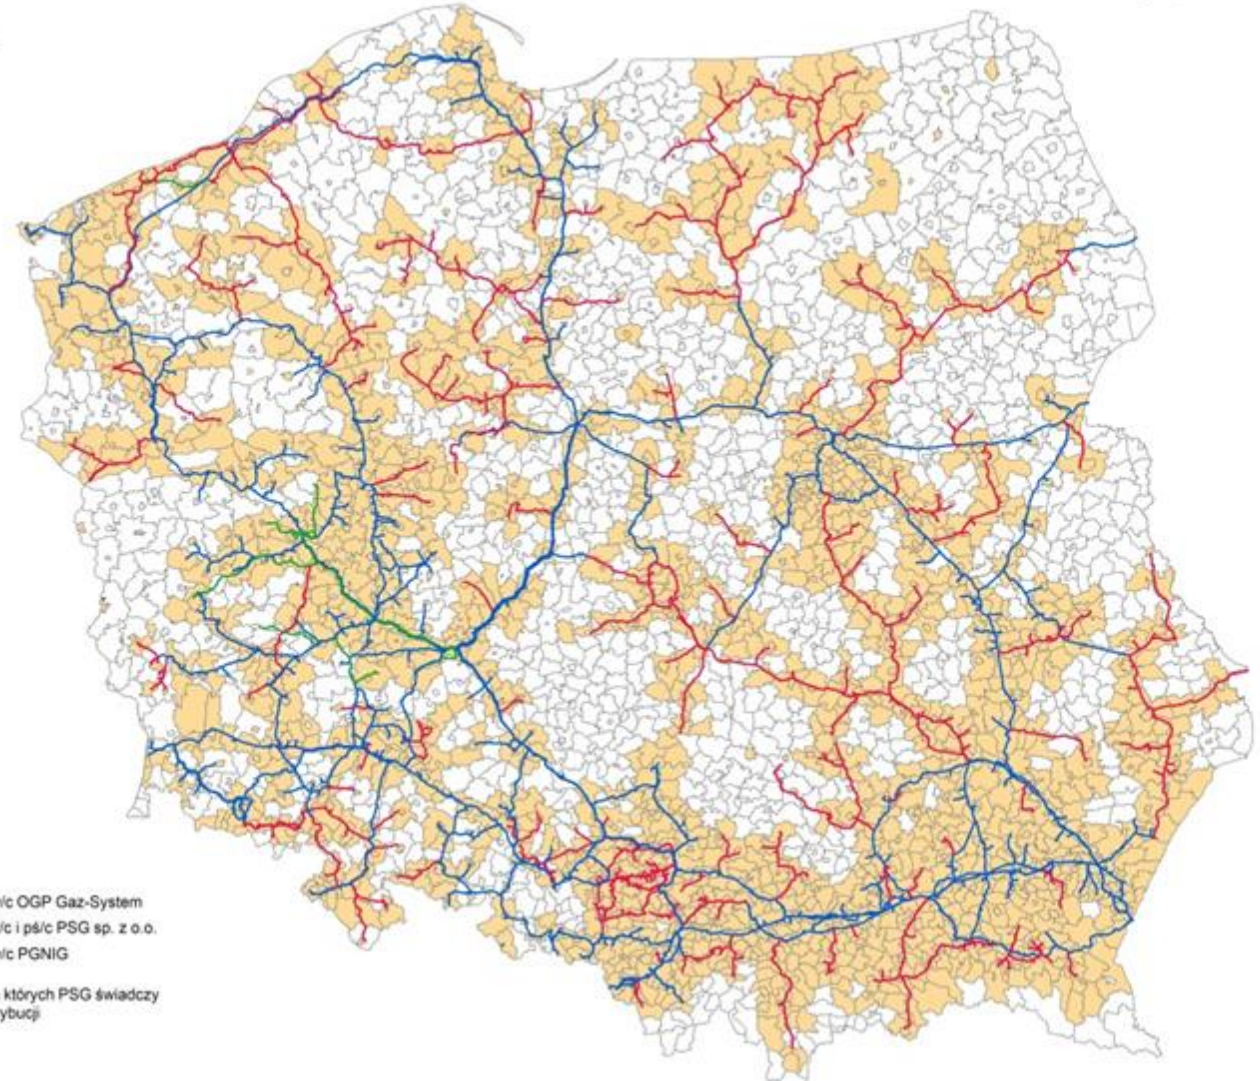 w/c OGP Gaz-System
w/c i pś/c PSG sp. z o.o.
w/c PGNIG
których PSG świadczy
ybucji